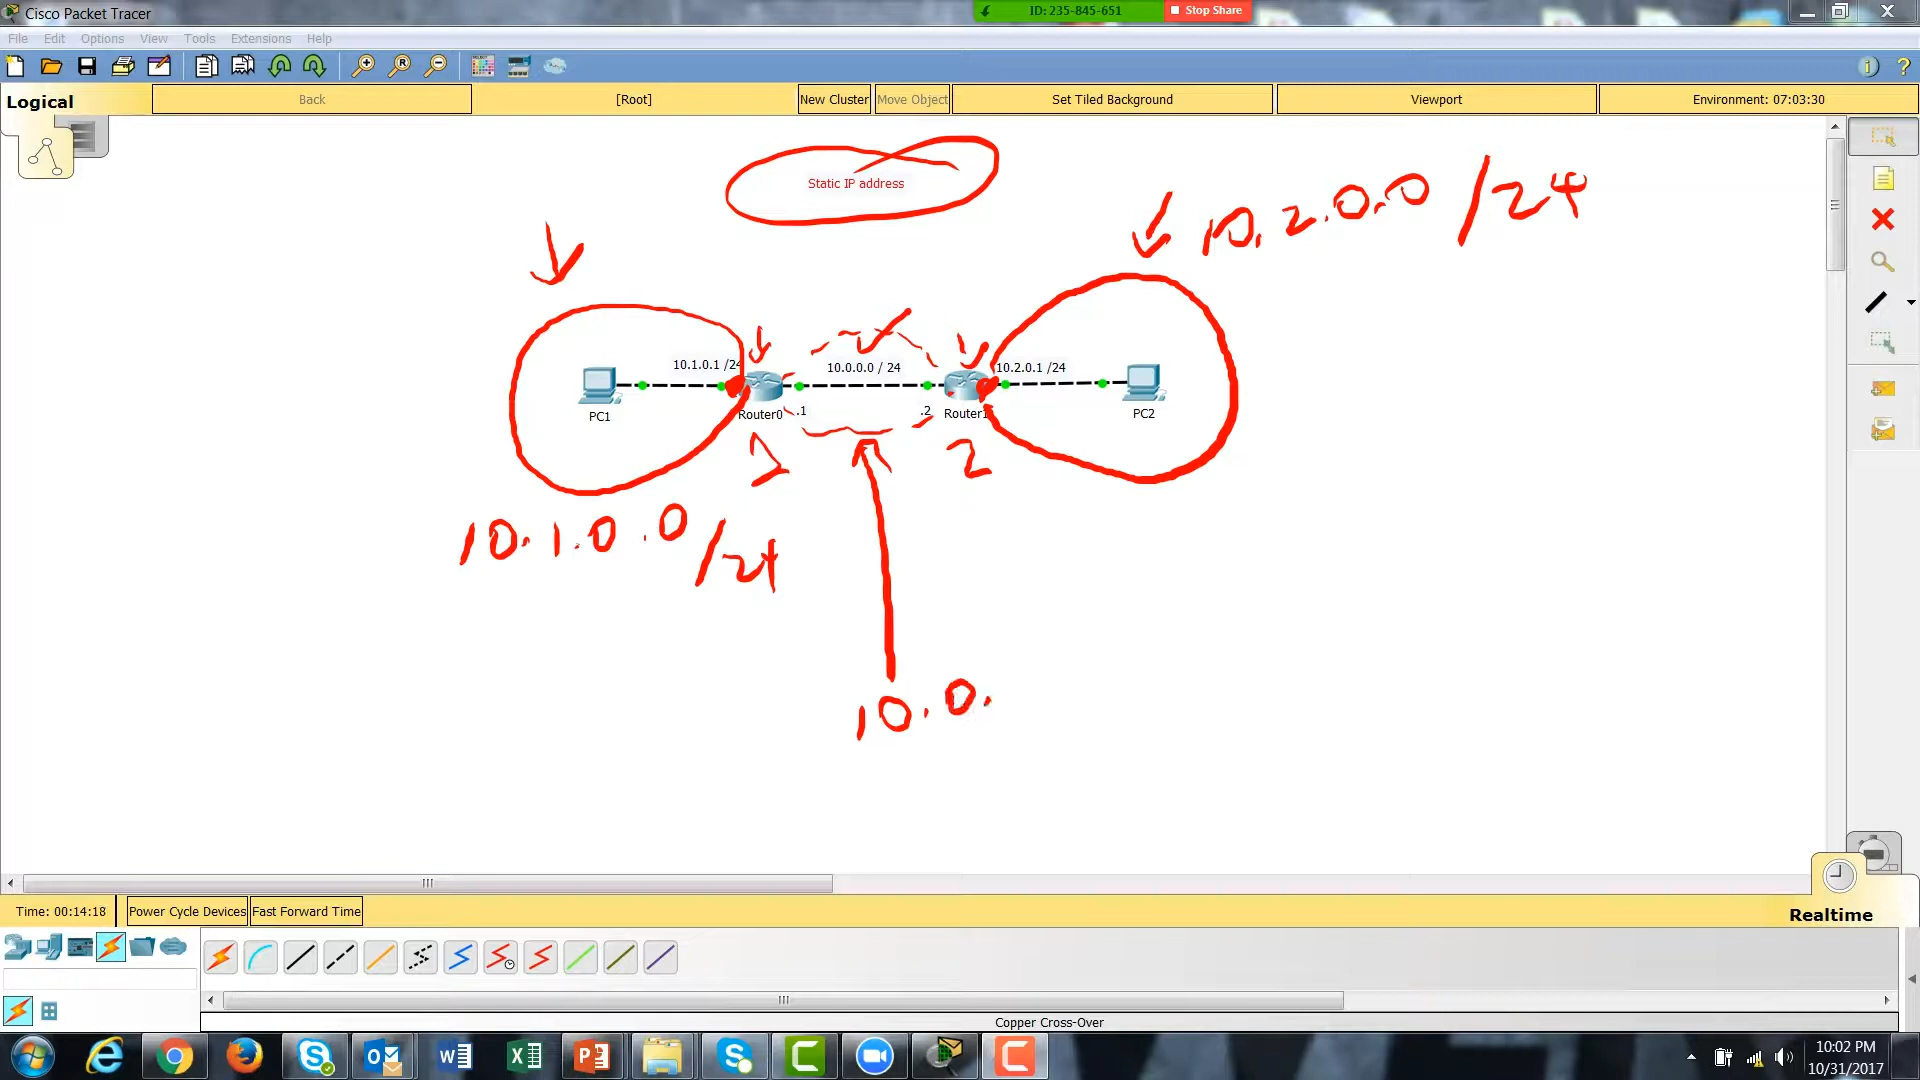 Cisco Packet Tracer
ID: 235-845-651
Stop Share
File Edit Options View Tools Extensions Help
Logical
Back
[Root]
New Cluster
Move Object
Set Tiled Background
Viewport
Environment: 07:03:30
Static IP address
10.2.0.0 /24
10.1.0.1 /24
10.0.0.0 / 24
10.2.0.1 /24
PC1
Router0
.1
.2
Router1
PC2
1
2
10.1.0.0 /24
10.0.
Time: 00:14:18
Power Cycle Devices
Fast Forward Time
Realtime
Copper Cross-Over
10:02 PM
10/31/2017